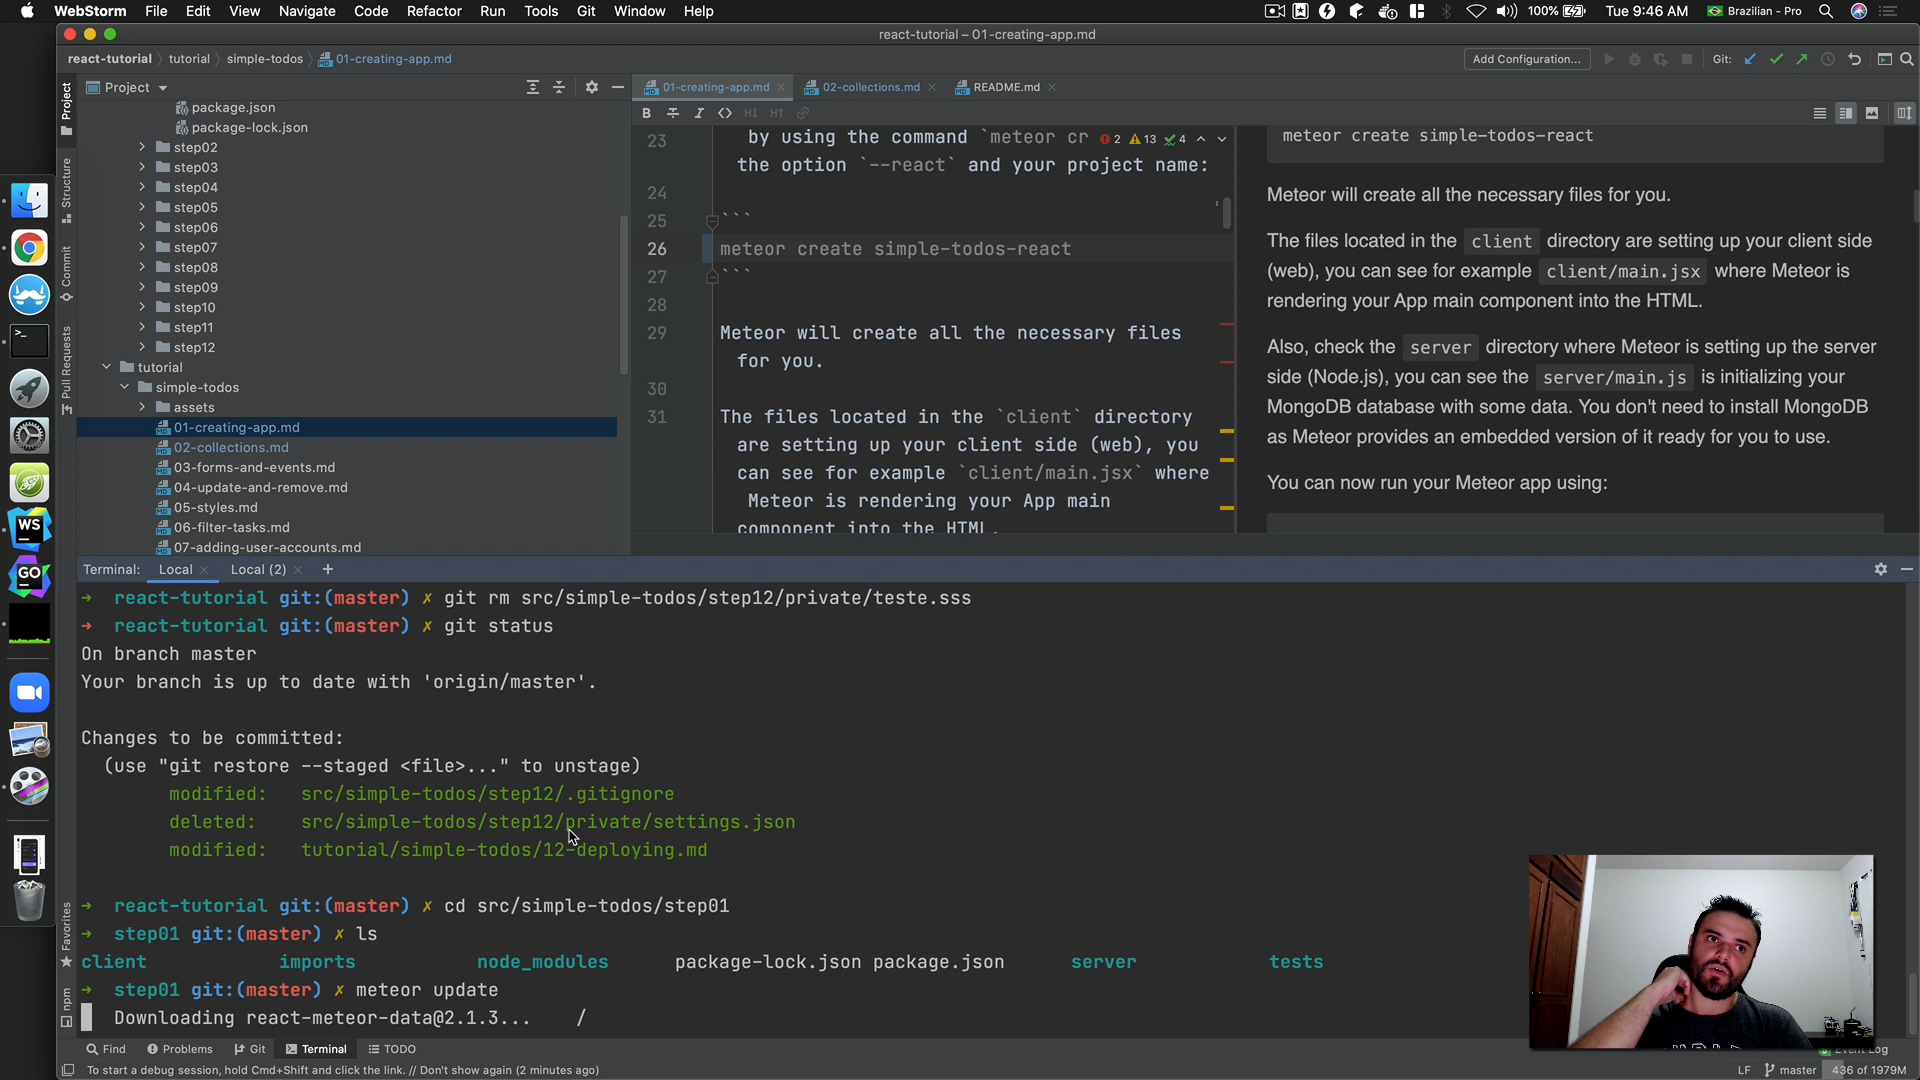 WebStorm File Edit View Navigate Code Refactor Run Tools Git Window Help 100% Tue 9:46 AM Brazilian - Pro
react-tutorial – 01-creating-app.md
react-tutorial tutorial simple-todos 01-creating-app.md Add Configuration... Git:
Project
01-creating-app.md 02-collections.md README.md
Project
Structure
Commit
Pull Requests
Favorites
npm
package.json
package-lock.json
step02
step03
step04
step05
step06
step07
step08
step09
step10
step11
step12
tutorial
simple-todos
assets
01-creating-app.md
02-collections.md
03-forms-and-events.md
04-update-and-remove.md
05-styles.md
06-filter-tasks.md
07-adding-user-accounts.md
2 13 4
23 by using the command `meteor cr
the option `--react` and your project name:
24
25 ```
26 meteor create simple-todos-react
27 ```
28
29 Meteor will create all the necessary files
for you.
30
31 The files located in the `client` directory
are setting up your client side (web), you
can see for example `client/main.jsx` where
Meteor is rendering your App main
component into the HTML.
meteor create simple-todos-react
Meteor will create all the necessary files for you.
The files located in the client directory are setting up your client side
(web), you can see for example client/main.jsx where Meteor is
rendering your App main component into the HTML.
Also, check the server directory where Meteor is setting up the server
side (Node.js), you can see the server/main.js is initializing your
MongoDB database with some data. You don't need to install MongoDB
as Meteor provides an embedded version of it ready for you to use.
You can now run your Meteor app using:
Terminal: Local Local (2) +
→ react-tutorial git:(master) ✗ git rm src/simple-todos/step12/private/teste.sss
→ react-tutorial git:(master) ✗ git status
On branch master
Your branch is up to date with 'origin/master'.
Changes to be committed:
(use "git restore --staged <file>..." to unstage)
modified: src/simple-todos/step12/.gitignore
deleted: src/simple-todos/step12/private/settings.json
modified: tutorial/simple-todos/12-deploying.md
→ react-tutorial git:(master) ✗ cd src/simple-todos/step01
→ step01 git:(master) ✗ ls
client imports node_modules package-lock.json package.json server tests
→ step01 git:(master) ✗ meteor update
Downloading react-meteor-data@2.1.3... /
WS
GO
Find Problems Git Terminal TODO Event Log
To start a debug session, hold Cmd+Shift and click the link. // Don't show again (2 minutes ago) LF master 436 of 1979M